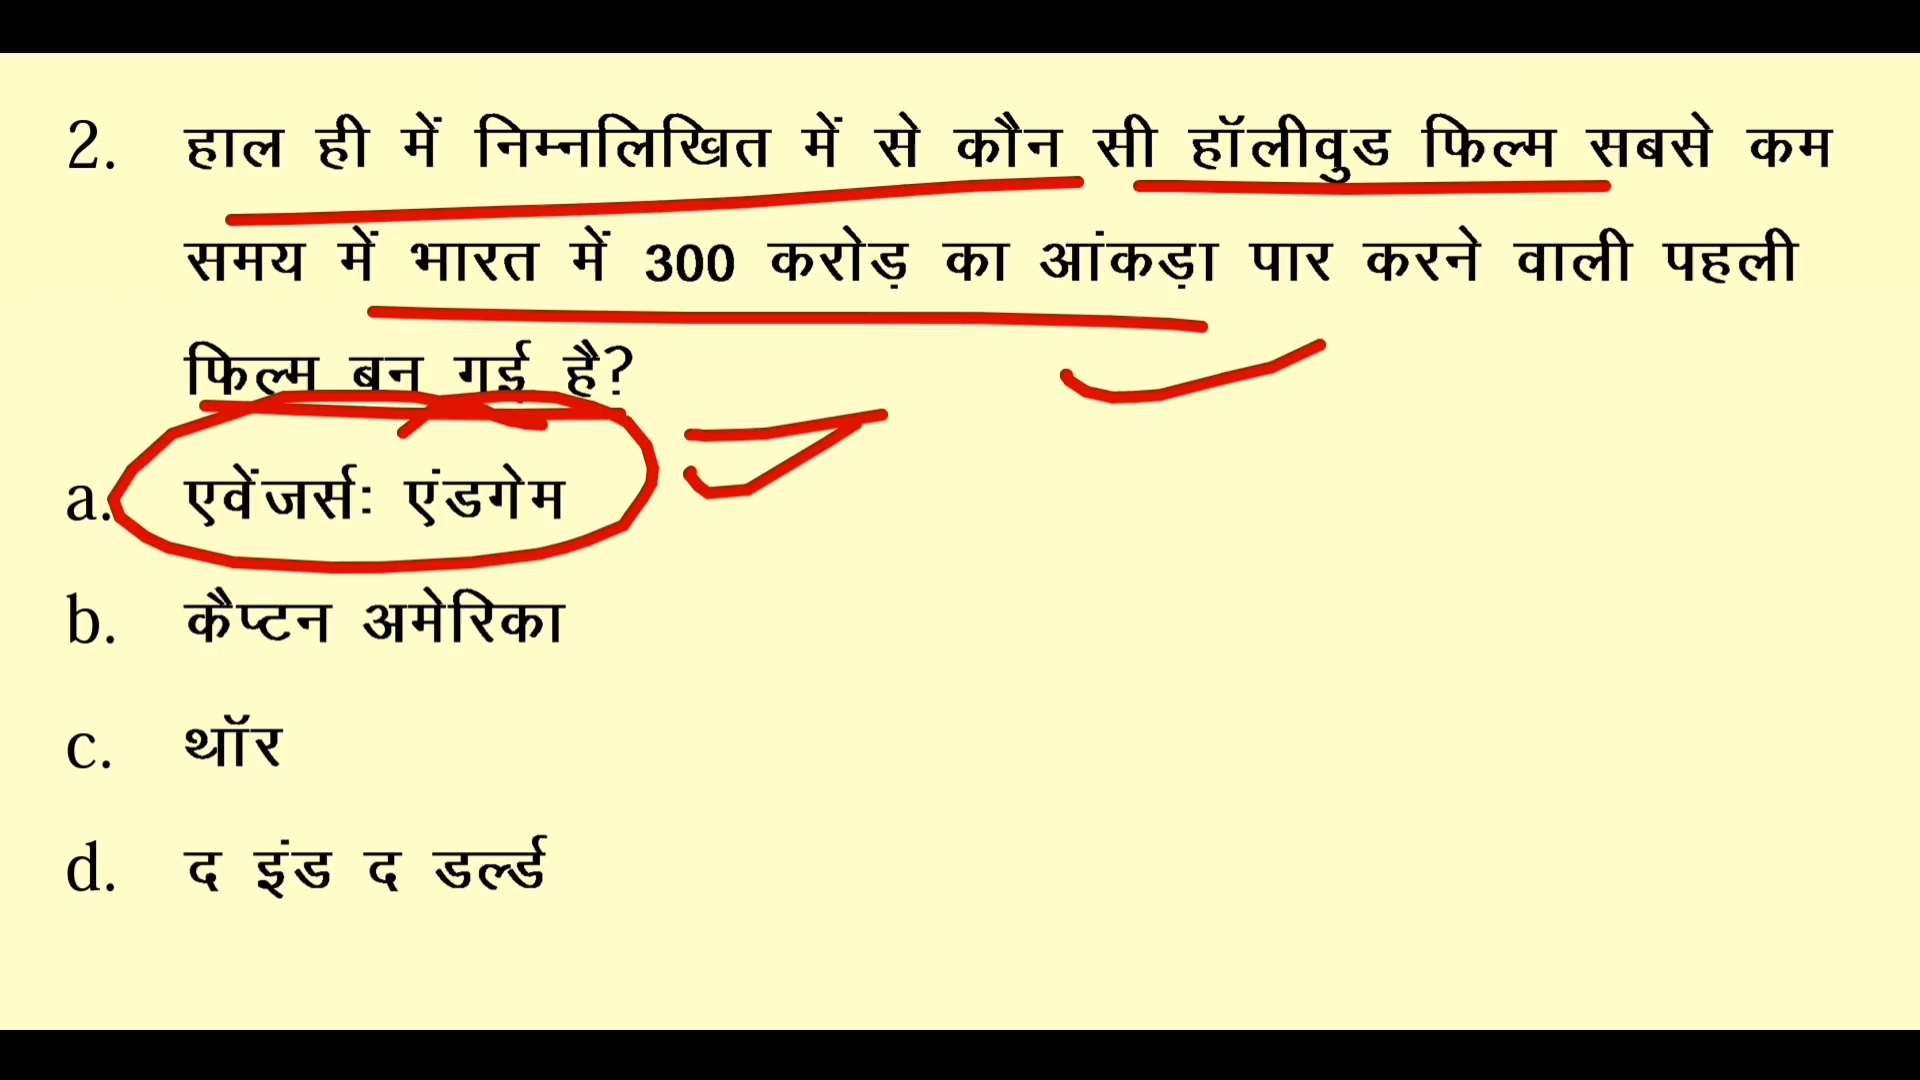 2. हाल ही में निम्नलिखित में से कौन सी हॉलीवुड फिल्म सबसे कम
समय में भारत में 300 करोड़ का आंकड़ा पार करने वाली पहली
फिल्म बन गई है?
a. एवेंजर्सः एंडगेम
b. कैप्टन अमेरिका
c. थॉर
d. द इंड द डर्ल्ड